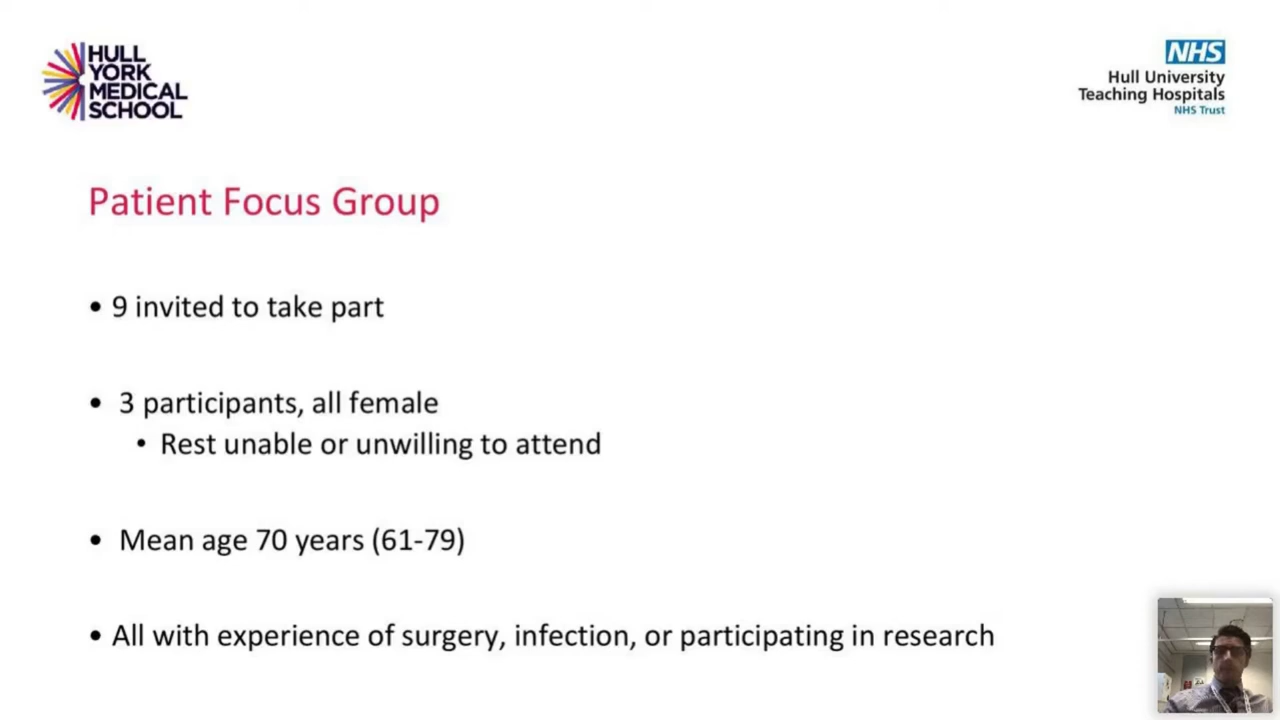 HULL
YORK
MEDICAL
SCHOOL
NHS
Hull University
Teaching Hospitals
NHS Trust
Patient Focus Group
• 9 invited to take part
• 3 participants, all female
• Rest unable or unwilling to attend
• Mean age 70 years (61-79)
• All with experience of surgery, infection, or participating in research